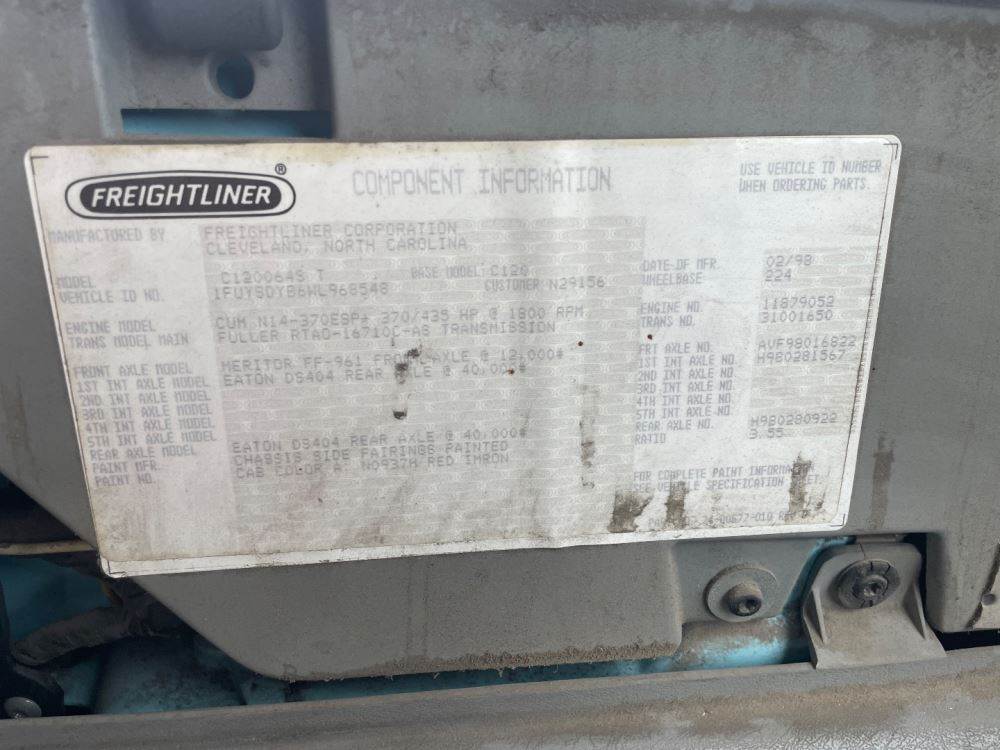 FREIGHTLINER ®
COMPONENT INFORMATION
USE VEHICLE ID NUMBER
WHEN ORDERING PARTS.
MANUFACTURED BY FREIGHTLINER CORPORATION
CLEVELAND, NORTH CAROLINA
MODEL C120064S T BASE MODEL: C120 DATE OF MFR 02/98
VEHICLE ID NO. 1FUYSDYB6WL968548 CUSTOMER N29156 WHEELBASE 224
ENGINE MODEL CUM N14-370ESP+ 370/435 HP @ 1800 RPM ENGINE NO. 11879052
TRANS MODEL MAIN FULLER RTAO-16710C-AS TRANSMISSION TRANS NO. 31001650
FRONT AXLE MODEL MERITOR FF-961 FRONT AXLE @ 12,000# FRT AXLE NO. AVF98016822
1ST INT AXLE MODEL EATON DS404 REAR AXLE @ 40,000# 1ST INT AXLE NO. H980281567
2ND INT AXLE MODEL 2ND INT AXLE NO.
3RD INT AXLE MODEL 3RD INT AXLE NO.
4TH INT AXLE MODEL 4TH INT AXLE NO.
5TH INT AXLE MODEL 5TH INT AXLE NO.
REAR AXLE MODEL EATON DS404 REAR AXLE @ 40,000# REAR AXLE NO. H980280922
RATIO 3.55
PAINT MFR. CHASSIS SIDE FAIRINGS PAINTED
PAINT NO. CAB COLOR A: N0937H RED IMRON
FOR COMPLETE PAINT INFORMATION
SEE VEHICLE SPECIFICATION SHEET.
-00677-010